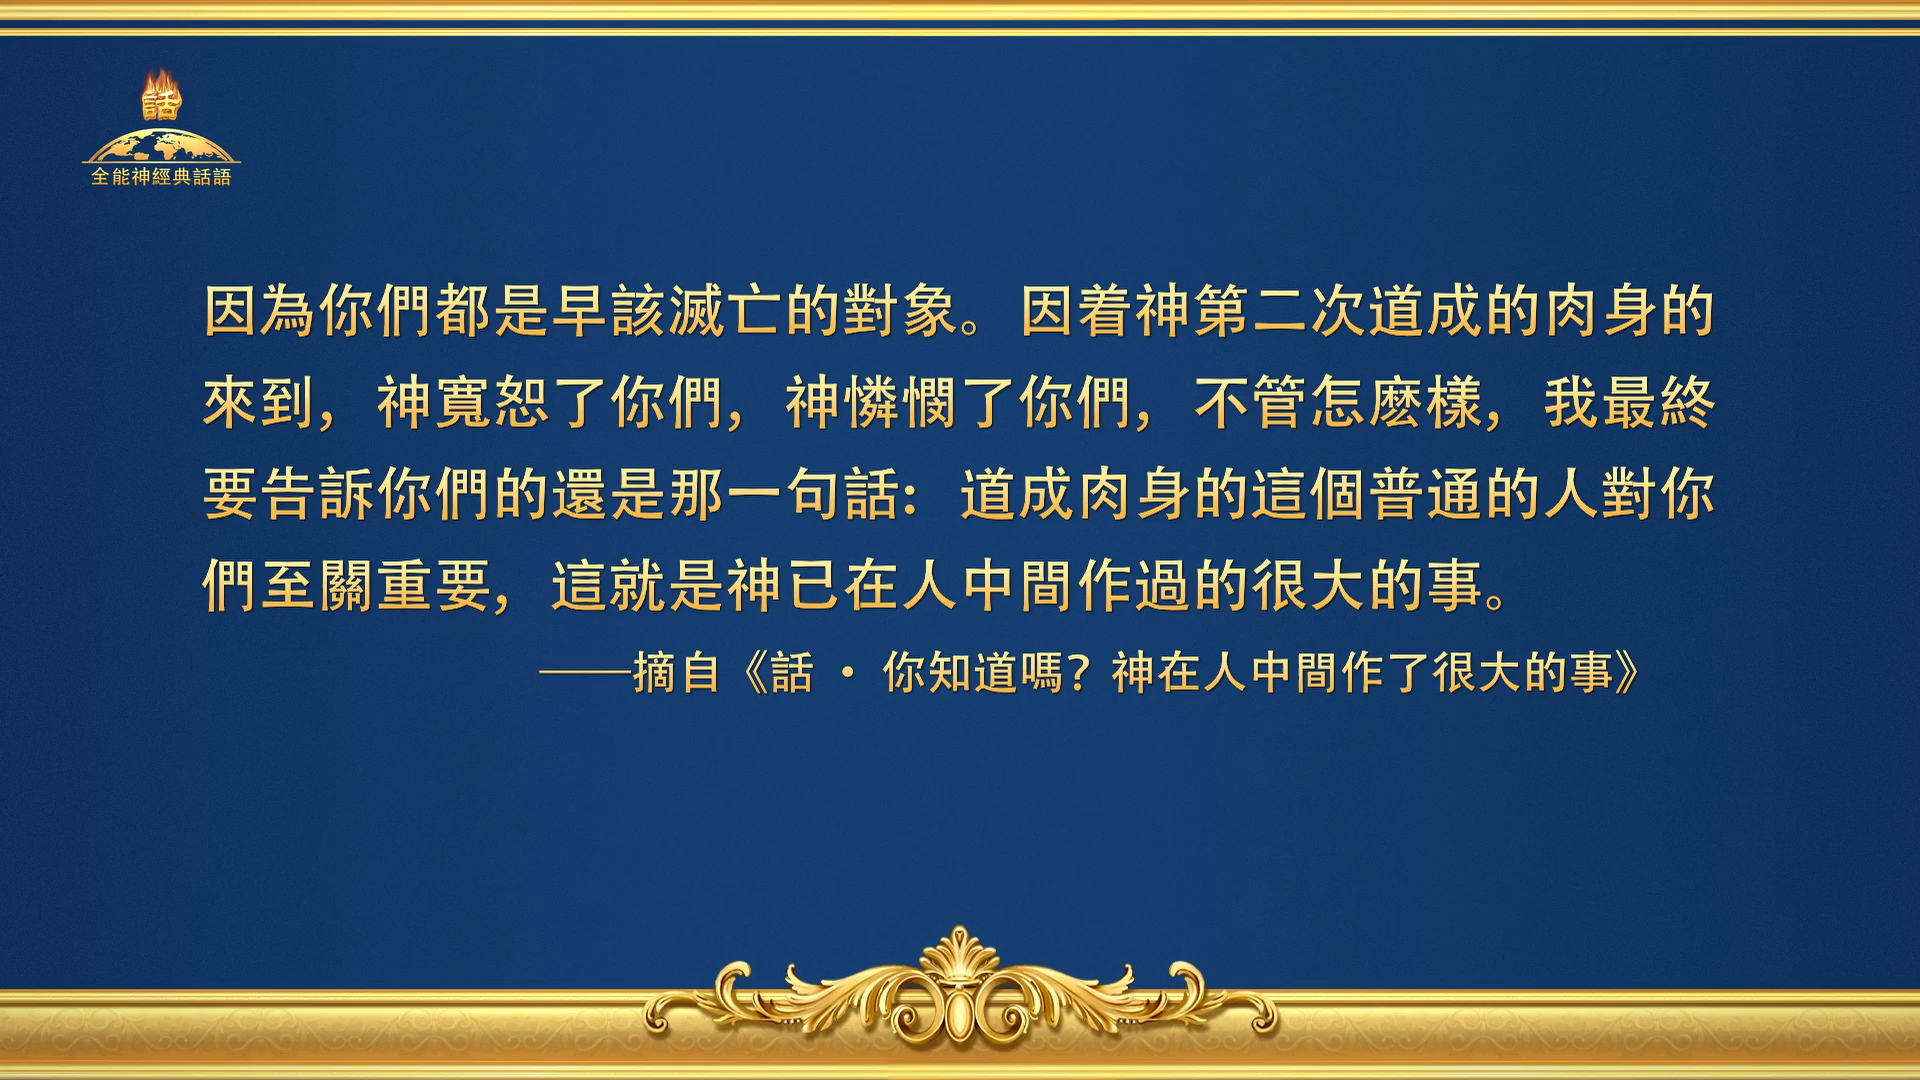 話
全能神經典話語
因為你們都是早該滅亡的對象。因着神第二次道成的肉身的
來到，神寬恕了你們，神憐憫了你們，不管怎麽樣，我最終
要告訴你們的還是那一句話：道成肉身的這個普通的人對你
們至關重要，這就是神已在人中間作過的很大的事。
——摘自《話 · 你知道嗎？神在人中間作了很大的事》